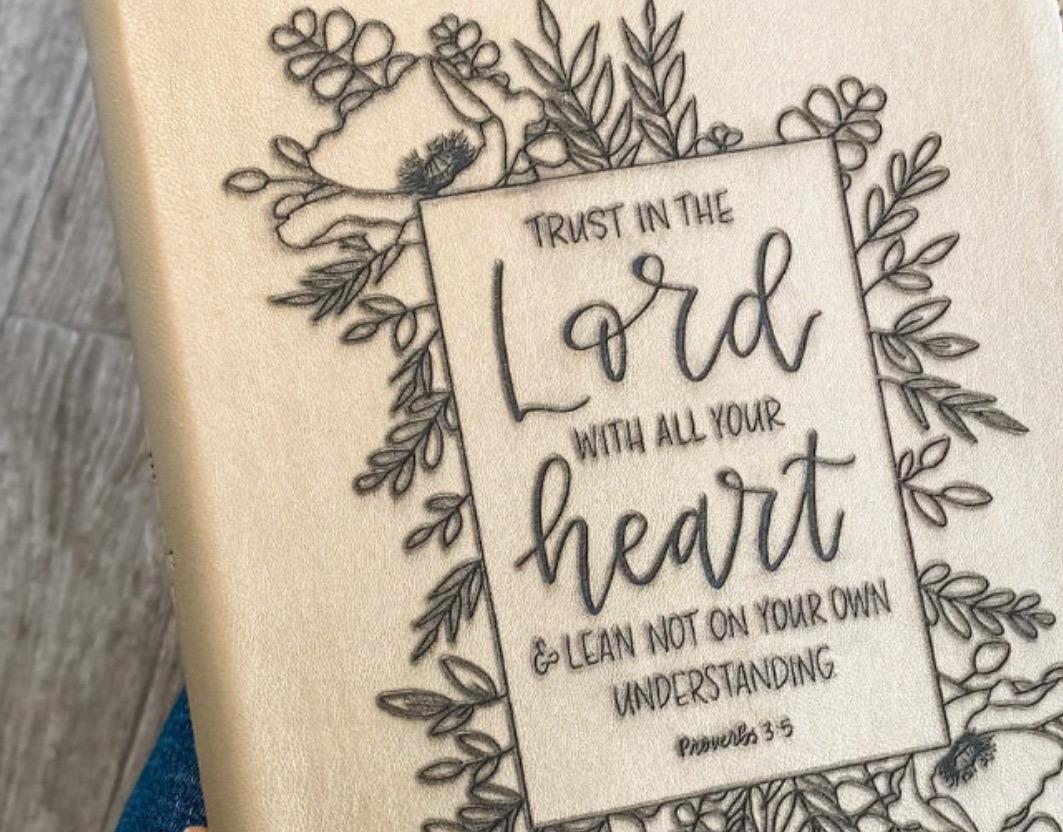 TRUST IN THE
Lord
WITH ALL YOUR
heart
& LEAN NOT ON YOUR OWN
UNDERSTANDING
Proverbs 3:5